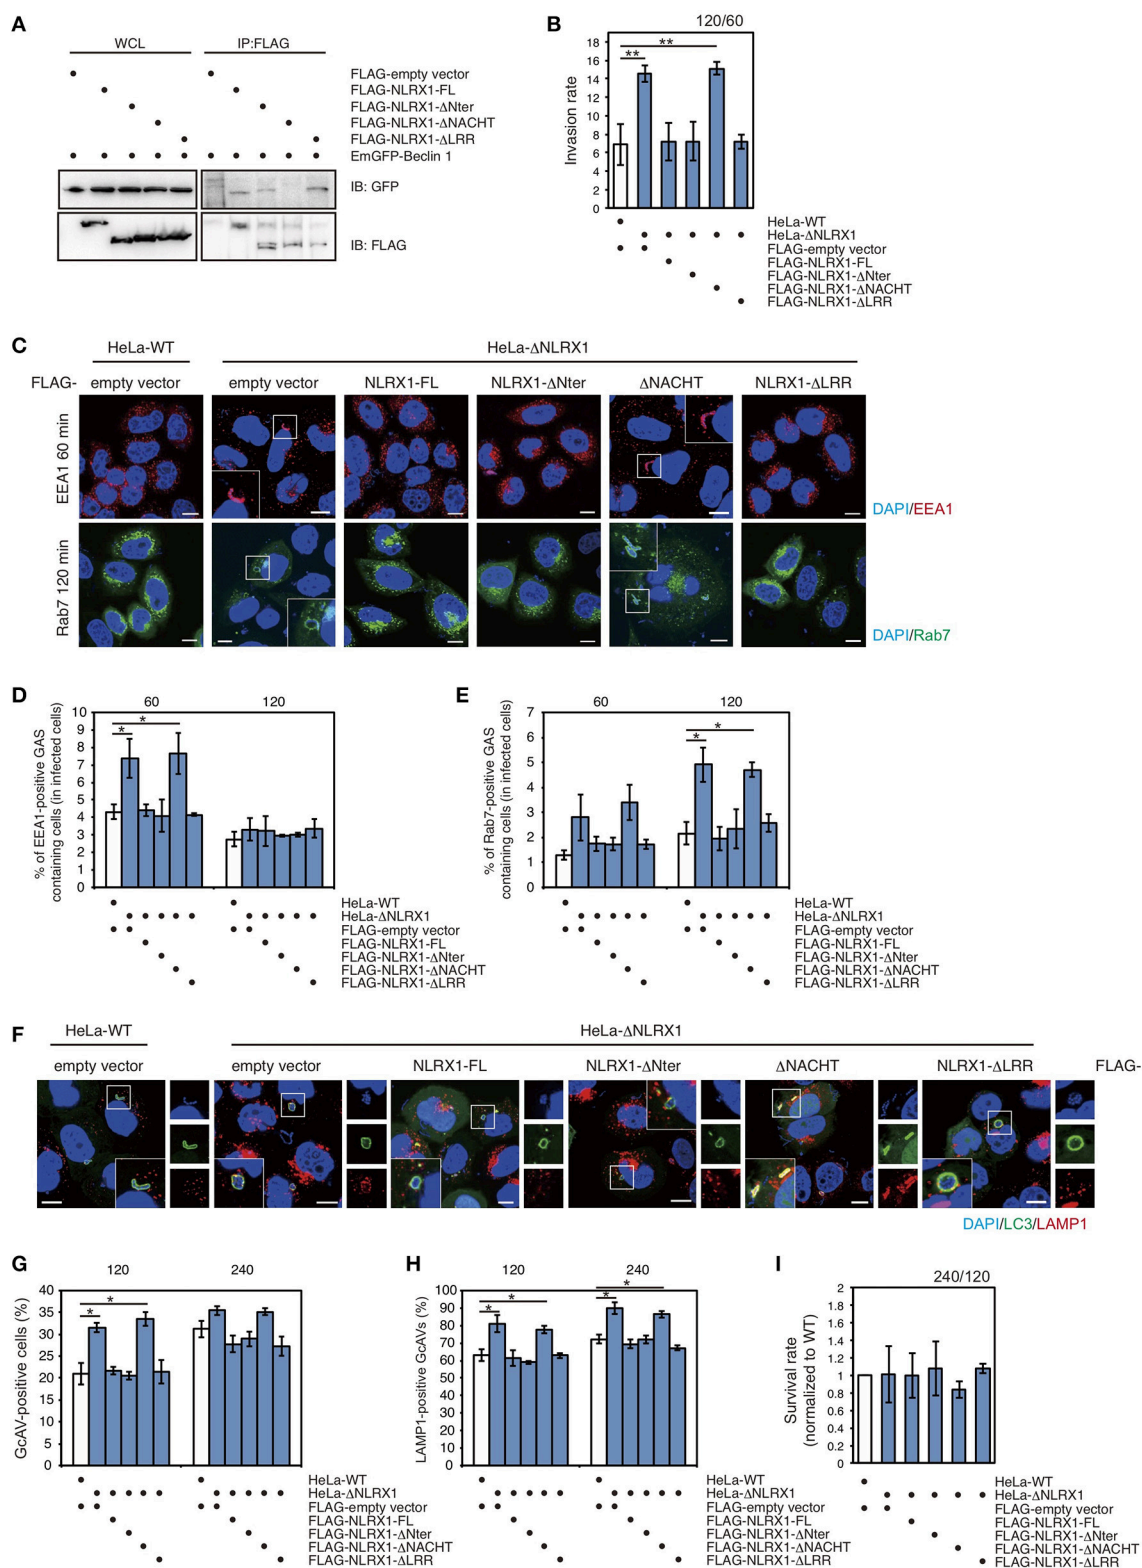 A
WCL
IP:FLAG
FLAG-empty vector
FLAG-NLRX1-FL
FLAG-NLRX1-ΔNter
FLAG-NLRX1-ΔNACHT
FLAG-NLRX1-ΔLRR
EmGFP-Beclin 1
IB: GFP
IB: FLAG
B
120/60
Invasion rate
18
16
14
12
10
8
6
4
2
0
**
**
HeLa-WT
HeLa-ΔNLRX1
FLAG-empty vector
FLAG-NLRX1-FL
FLAG-NLRX1-ΔNter
FLAG-NLRX1-ΔNACHT
FLAG-NLRX1-ΔLRR
C
HeLa-WT
HeLa-ΔNLRX1
FLAG- empty vector
empty vector
NLRX1-FL
NLRX1-ΔNter
ΔNACHT
NLRX1-ΔLRR
EEA1 60 min
DAPI/EEA1
Rab7 120 min
DAPI/Rab7
D
60
120
% of EEA1-positive GAS
containing cells (in infected cells)
10
9
8
7
6
5
4
3
2
1
0
*
*
HeLa-WT
HeLa-ΔNLRX1
FLAG-empty vector
FLAG-NLRX1-FL
FLAG-NLRX1-ΔNter
FLAG-NLRX1-ΔNACHT
FLAG-NLRX1-ΔLRR
E
60
120
% of Rab7-positive GAS
containing cells (in infected cells)
7
6
5
4
3
2
1
0
*
*
HeLa-WT
HeLa-ΔNLRX1
FLAG-empty vector
FLAG-NLRX1-FL
FLAG-NLRX1-ΔNter
FLAG-NLRX1-ΔNACHT
FLAG-NLRX1-ΔLRR
F
HeLa-WT
HeLa-ΔNLRX1
empty vector
empty vector
NLRX1-FL
NLRX1-ΔNter
ΔNACHT
NLRX1-ΔLRR
FLAG-
DAPI/LC3/LAMP1
G
120
240
GcAV-positive cells (%)
40
35
30
25
20
15
10
5
0
*
*
HeLa-WT
HeLa-ΔNLRX1
FLAG-empty vector
FLAG-NLRX1-FL
FLAG-NLRX1-ΔNter
FLAG-NLRX1-ΔNACHT
FLAG-NLRX1-ΔLRR
H
120
240
LAMP1-positive GcAVs (%)
100
90
80
70
60
50
40
30
20
10
0
*
*
*
*
HeLa-WT
HeLa-ΔNLRX1
FLAG-empty vector
FLAG-NLRX1-FL
FLAG-NLRX1-ΔNter
FLAG-NLRX1-ΔNACHT
FLAG-NLRX1-ΔLRR
I
240/120
Survival rate
(normalized to WT)
2
1.8
1.6
1.4
1.2
1
0.8
0.6
0.4
0.2
0
HeLa-WT
HeLa-ΔNLRX1
FLAG-empty vector
FLAG-NLRX1-FL
FLAG-NLRX1-ΔNter
FLAG-NLRX1-ΔNACHT
FLAG-NLRX1-ΔLRR